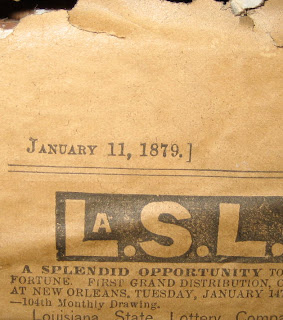 JANUARY 11, 1879.]
L.S.L.
A
A SPLENDID OPPORTUNITY TO
FORTUNE. FIRST GRAND DISTRIBUTION, C
AT NEW ORLEANS, TUESDAY, JANUARY 14
—104th Monthly Drawing.
Louisiana State Lottery Compa